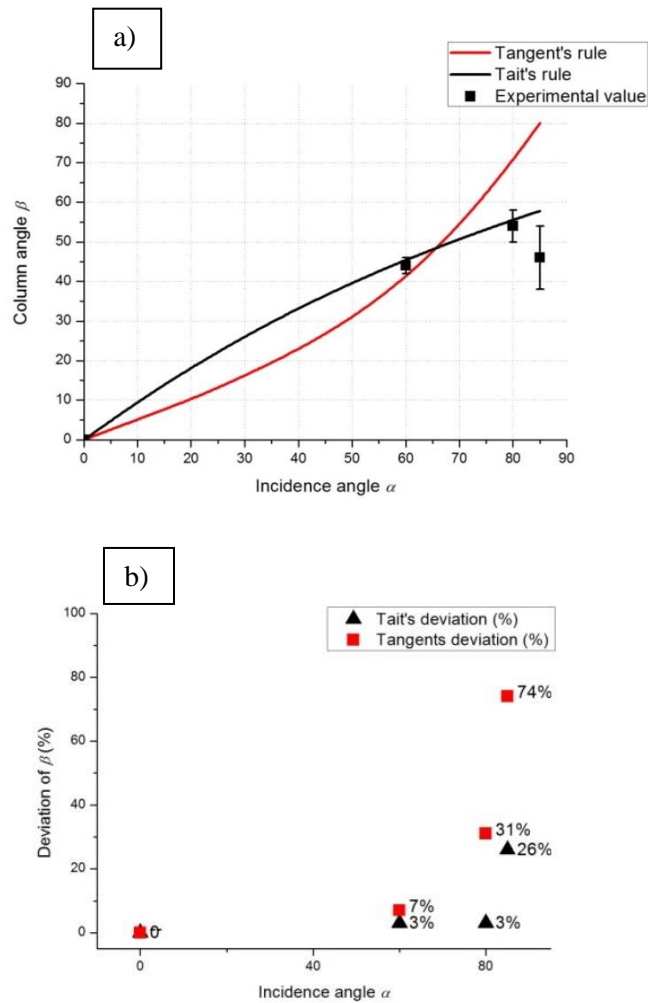 a)
Tangent's rule
Tait's rule
Experimental value
90
80
70
60
50
40
30
20
10
0
Column angle β
0 10 20 30 40 50 60 70 80 90
Incidence angle α
b)
Tait's deviation (%)
Tangents deviation (%)
100
80
60
40
20
0
Deviation of β (%)
74%
31%
26%
7%
3%
3%
0
0 40 80
Incidence angle α